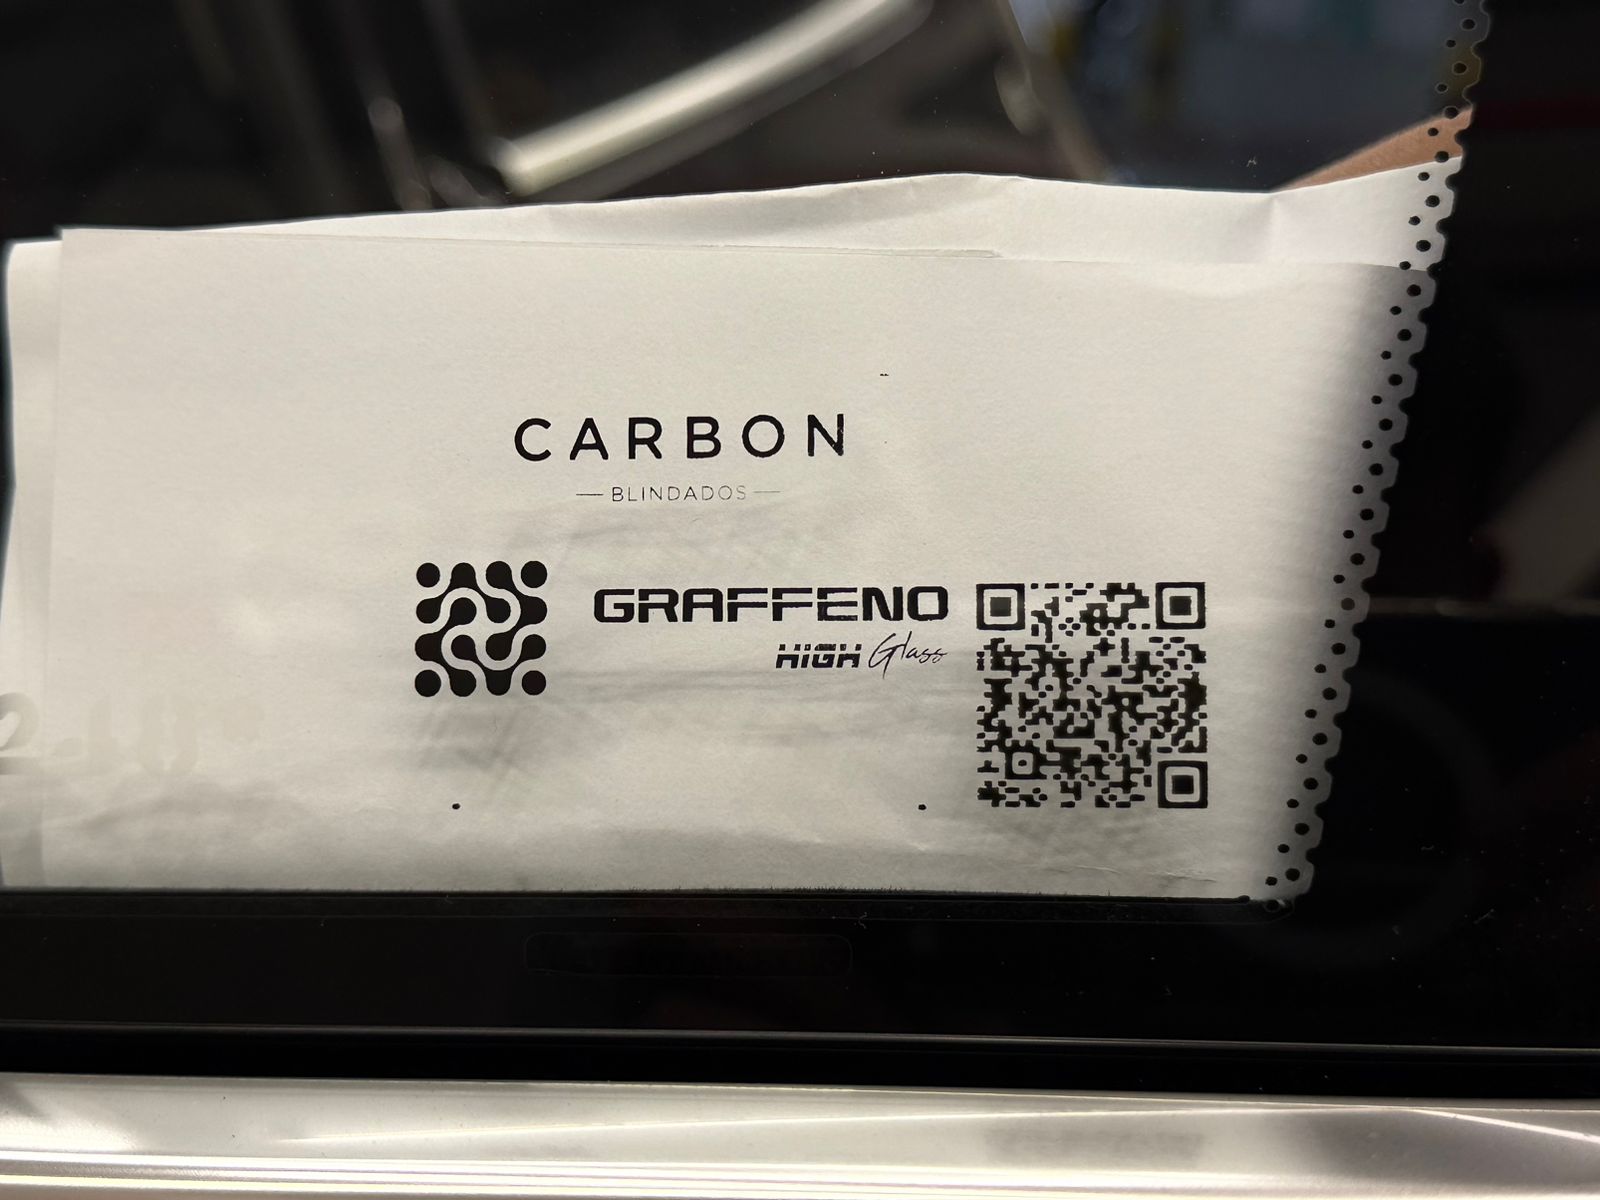 CARBON
BLINDADOS
GRAFFENO
HIGH Glass